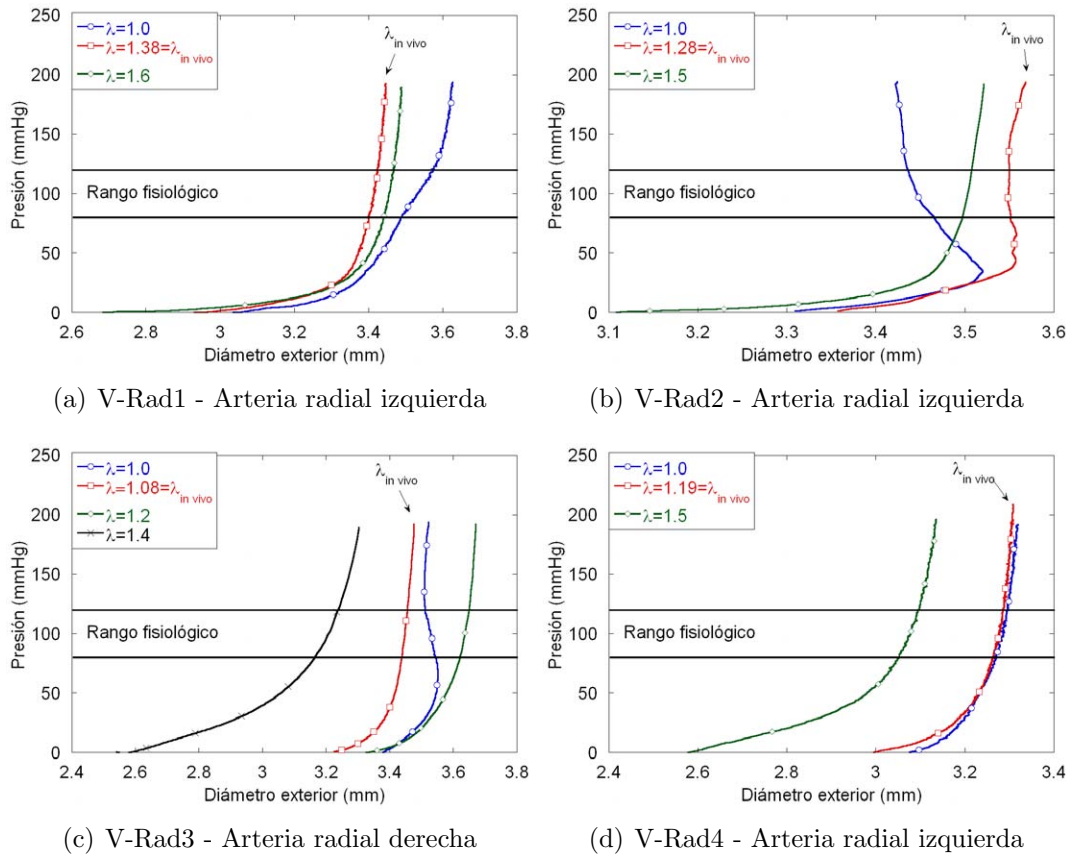 250
200
150
100
50
0
Presión (mmHg)
λ=1.0
λ=1.38=λ in vivo
λ=1.6
λ in vivo
Rango fisiológico
2.6 2.8 3 3.2 3.4 3.6 3.8
Diámetro exterior (mm)
(a) V-Rad1 - Arteria radial izquierda
250
200
150
100
50
0
Presión (mmHg)
λ=1.0
λ=1.28=λ in vivo
λ=1.5
λ in vivo
Rango fisiológico
3.1 3.2 3.3 3.4 3.5 3.6
Diámetro exterior (mm)
(b) V-Rad2 - Arteria radial izquierda
250
200
150
100
50
0
Presión (mmHg)
λ=1.0
λ=1.08=λ in vivo
λ=1.2
λ=1.4
λ in vivo
Rango fisiológico
2.4 2.6 2.8 3 3.2 3.4 3.6 3.8
Diámetro exterior (mm)
(c) V-Rad3 - Arteria radial derecha
250
200
150
100
50
0
Presión (mmHg)
λ=1.0
λ=1.19=λ in vivo
λ=1.5
λ in vivo
Rango fisiológico
2.4 2.6 2.8 3 3.2 3.4
Diámetro exterior (mm)
(d) V-Rad4 - Arteria radial izquierda